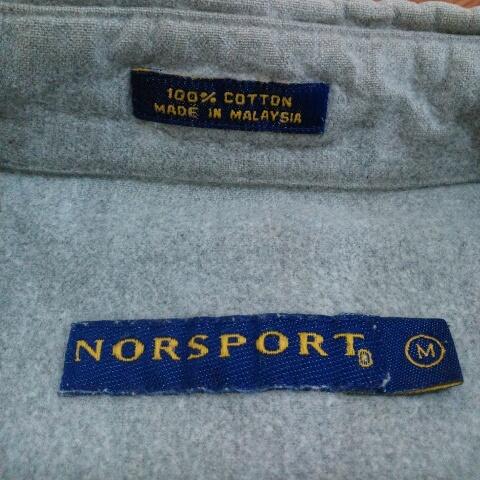 100% COTTON
MADE IN MALAYSIA
NORSPORT® M